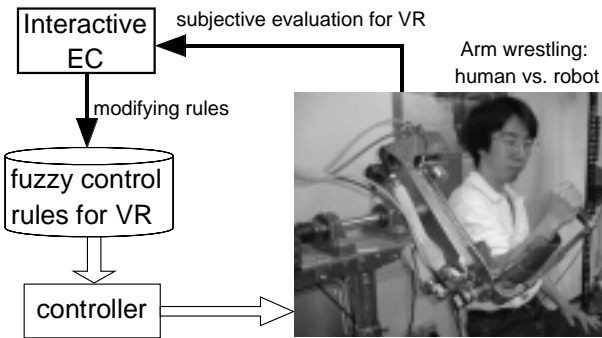 Interactive
EC
subjective evaluation for VR
Arm wrestling:
human vs. robot
modifying rules
fuzzy control
rules for VR
controller